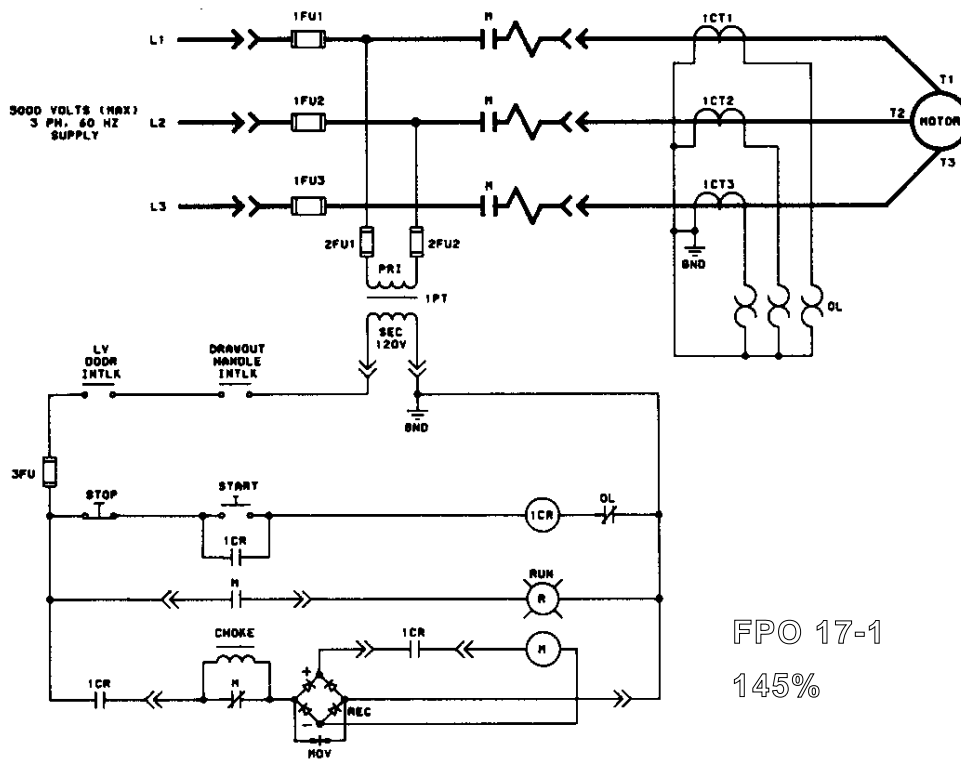 1FU1
M
1CT1
L1
T1
5000 VOLTS (MAX)
3 PH, 60 HZ
SUPPLY
1FU2
M
1CT2
L2
T2
MOTOR
T3
1FU3
M
1CT3
L3
2FU1
2FU2
GND
PRI
1PT
OL
SEC
120V
LV
DOOR
INTLK
DRAWOUT
HANDLE
INTLK
GND
3FU
STOP
START
OL
1CR
1CR
M
RUN
R
CHOKE
1CR
M
1CR
M
+
REC
-
MOV
FPO 17-1
145%